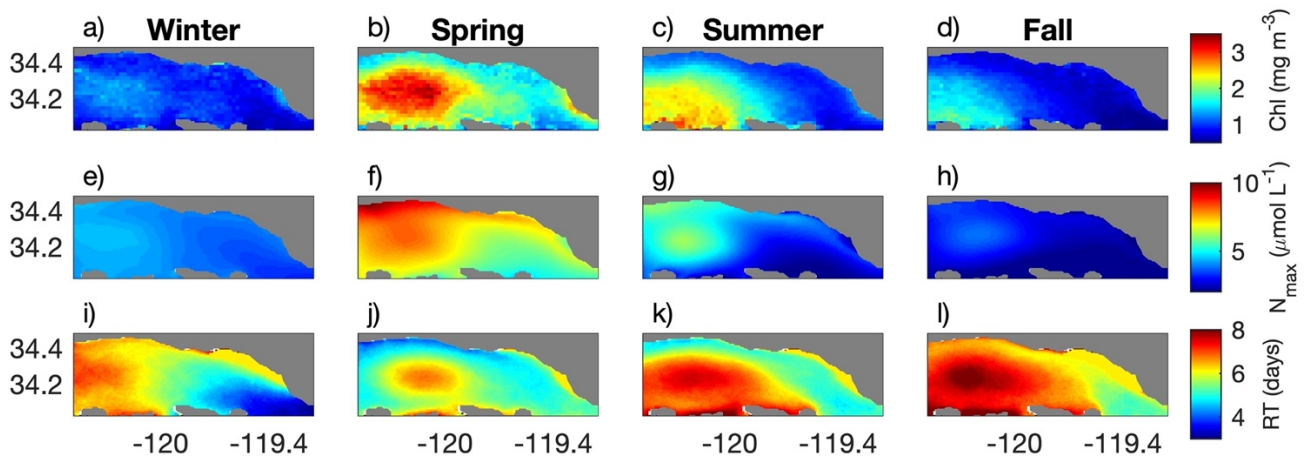 a) Winter b) Spring c) Summer d) Fall
34.4
34.2
3
2
1
Chl (mg m⁻³)
e) f) g) h)
34.4
34.2
10
5
N_max (μmol L⁻¹)
i) j) k) l)
34.4
34.2
8
6
4
RT (days)
-120 -119.4 -120 -119.4 -120 -119.4 -120 -119.4